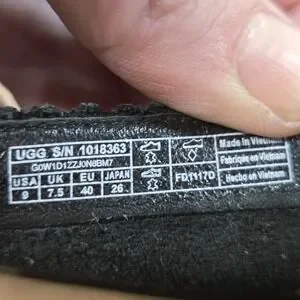 UGG S/N 1018363
G0W1D1ZZJ0N8BM7
USA UK EU JAPAN
9 7.5 40 26
FD1117D
Made in Vietnam
Fabriqué en Vietnam
Hecho en Vietnam